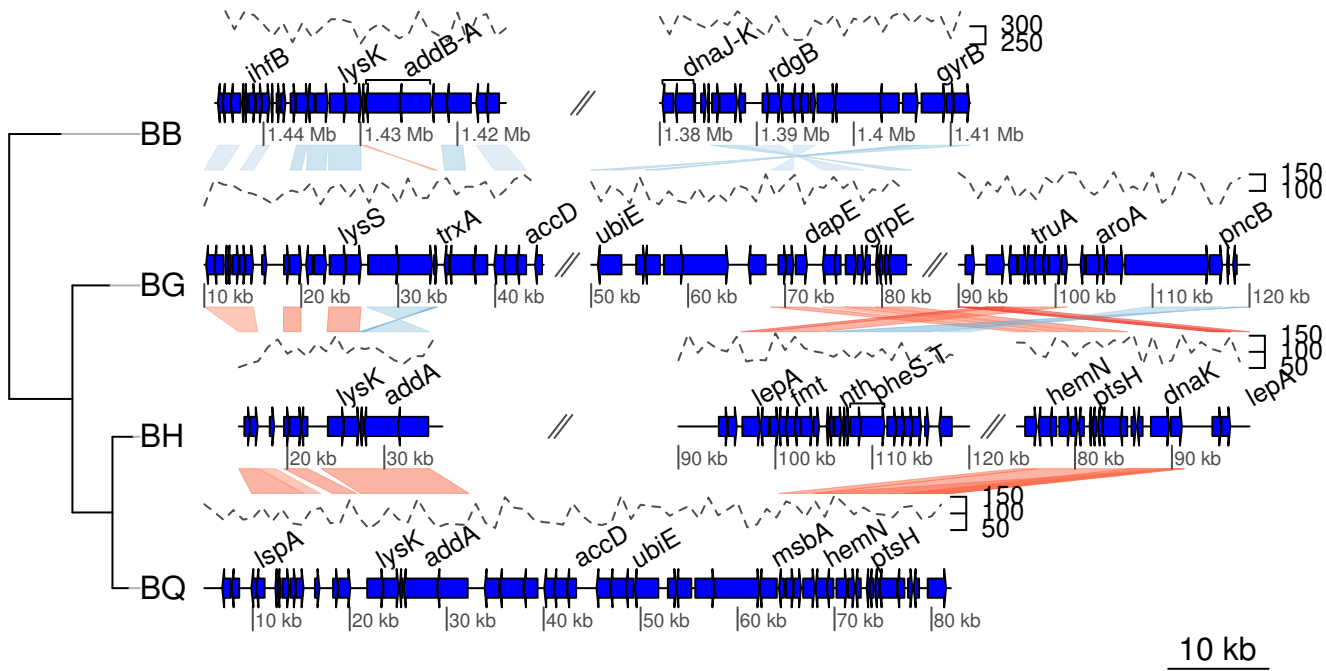 300
250
ihfB lysK addB-A dnaJ-K rdgB gyrB
BB
1.44 Mb 1.43 Mb 1.42 Mb // 1.38 Mb 1.39 Mb 1.4 Mb 1.41 Mb
150
100
lysS trxA accD ubiE dapE grpE truA aroA pncB
BG
10 kb 20 kb 30 kb 40 kb // 50 kb 60 kb 70 kb 80 kb // 90 kb 100 kb 110 kb 120 kb
150
100
50
lysK addA lepA fmt nth pheS-T hemN ptsH dnaK lepA
BH
20 kb 30 kb // 90 kb 100 kb 110 kb 120 kb // 80 kb 90 kb
150
100
50
lspA lysK addA accD ubiE msbA hemN ptsH
BQ
10 kb 20 kb 30 kb 40 kb 50 kb 60 kb 70 kb 80 kb
10 kb